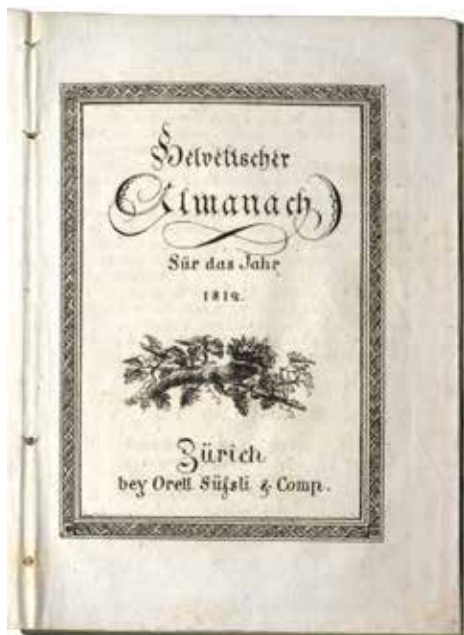 Helvetischer
Almanach
Für das Jahr
1812.
Zürich
bey Orell Füssli & Comp.